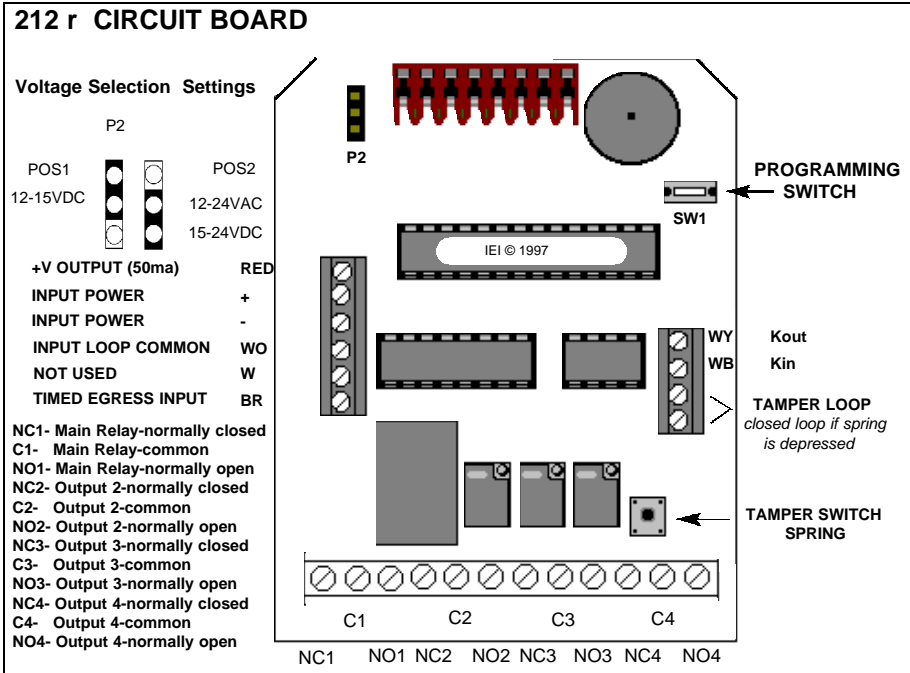 212 r CIRCUIT BOARD
Voltage Selection Settings
P2
POS1
POS2
12-15VDC
12-24VAC
15-24VDC
P2
PROGRAMMING
SWITCH
SW1
IEI © 1997
+V OUTPUT (50ma) RED
INPUT POWER +
INPUT POWER -
INPUT LOOP COMMON WO
NOT USED W
TIMED EGRESS INPUT BR
WY Kout
WB Kin
TAMPER LOOP
closed loop if spring
is depressed
NC1- Main Relay-normally closed
C1- Main Relay-common
NO1- Main Relay-normally open
NC2- Output 2-normally closed
C2- Output 2-common
NO2- Output 2-normally open
NC3- Output 3-normally closed
C3- Output 3-common
NO3- Output 3-normally open
NC4- Output 4-normally closed
C4- Output 4-common
NO4- Output 4-normally open
TAMPER SWITCH
SPRING
C1 C2 C3 C4
NC1 NO1 NC2 NO2 NC3 NO3 NC4 NO4